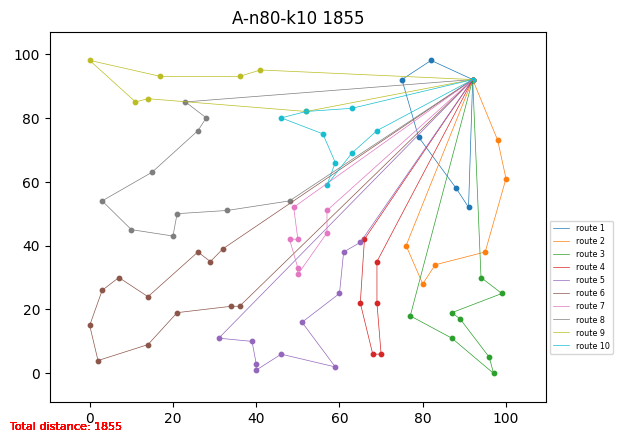 A-n80-k10 1855
100
80
60
40
20
0
0 20 40 60 80 100
route 1
route 2
route 3
route 4
route 5
route 6
route 7
route 8
route 9
route 10
Total distance: 1855